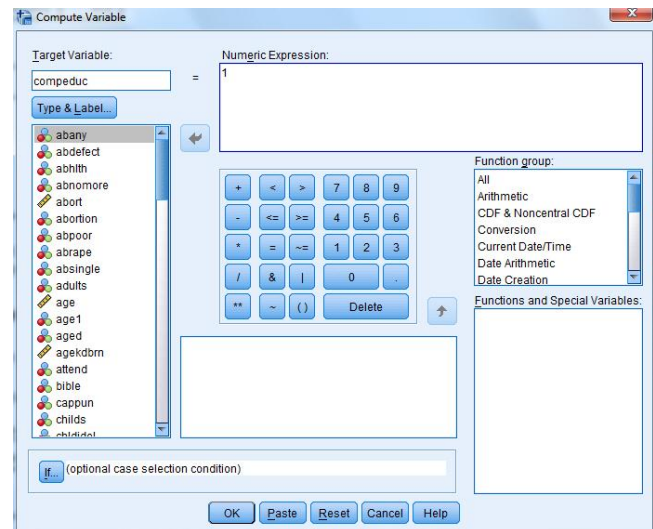 Compute Variable
Target Variable:
compeduc
=
Numeric Expression:
1
Type & Label...
abany
abdefect
abhlth
abnomore
abort
abortion
abpoor
abrape
absingle
adults
age
age1
aged
agekdbrn
attend
bible
cappun
childs
chldidel
+ < > 7 8 9
- <= >= 4 5 6
* = ~= 1 2 3
/ & | 0 .
** ~ () Delete
Function group:
All
Arithmetic
CDF & Noncentral CDF
Conversion
Current Date/Time
Date Arithmetic
Date Creation
Functions and Special Variables:
If... (optional case selection condition)
OK Paste Reset Cancel Help